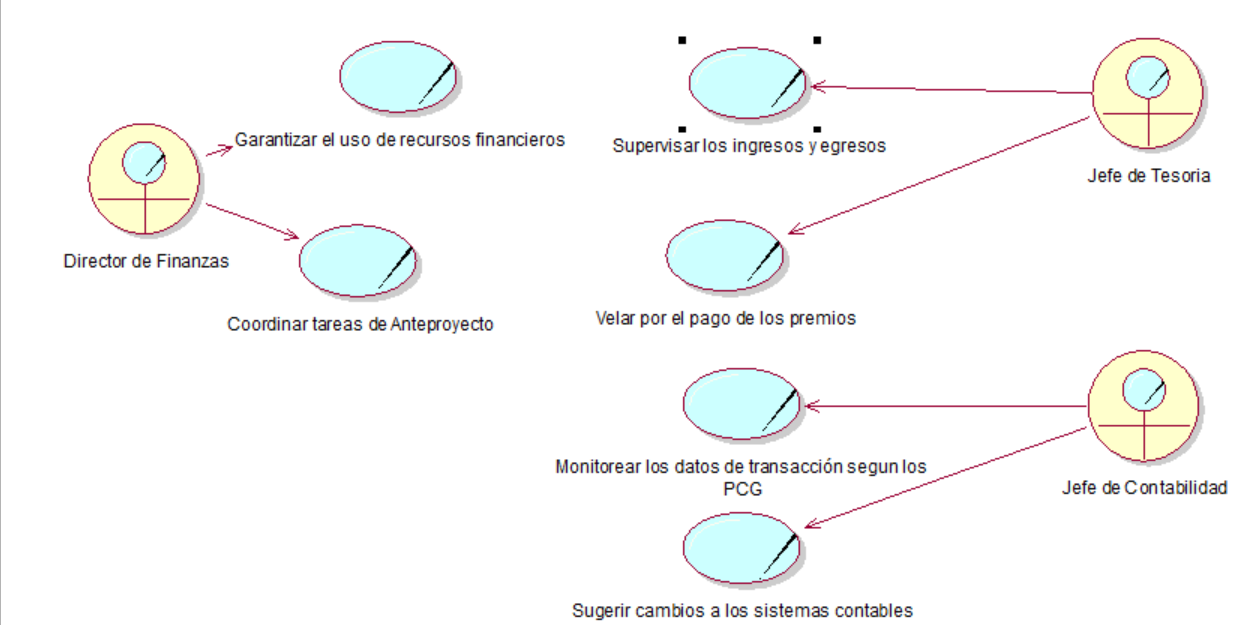 Garantizar el uso de recursos financieros
Supervisar los ingresos y egresos
Jefe de Tesoria
Director de Finanzas
Coordinar tareas de Anteproyecto
Velar por el pago de los premios
Monitorear los datos de transacción segun los
PCG
Jefe de Contabilidad
Sugerir cambios a los sistemas contables